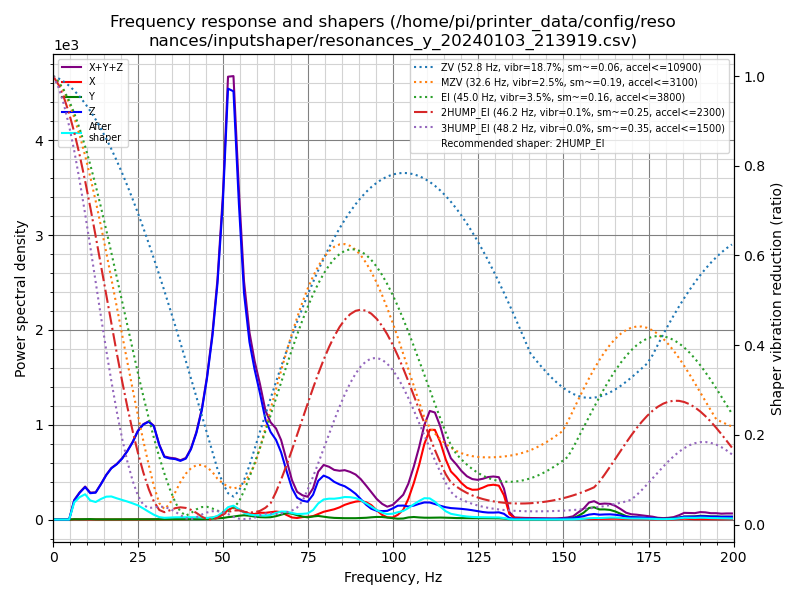 Frequency response and shapers (/home/pi/printer_data/config/reso
nances/inputshaper/resonances_y_20240103_213919.csv)
1e3
X+Y+Z
X
Y
Z
After
shaper
ZV (52.8 Hz, vibr=18.7%, sm~=0.06, accel<=10900)
MZV (32.6 Hz, vibr=2.5%, sm~=0.19, accel<=3100)
EI (45.0 Hz, vibr=3.5%, sm~=0.16, accel<=3800)
2HUMP_EI (46.2 Hz, vibr=0.1%, sm~=0.25, accel<=2300)
3HUMP_EI (48.2 Hz, vibr=0.0%, sm~=0.35, accel<=1500)
Recommended shaper: 2HUMP_EI
Power spectral density
4
3
2
1
0
1.0
0.8
0.6
0.4
0.2
0.0
Shaper vibration reduction (ratio)
0 25 50 75 100 125 150 175 200
Frequency, Hz